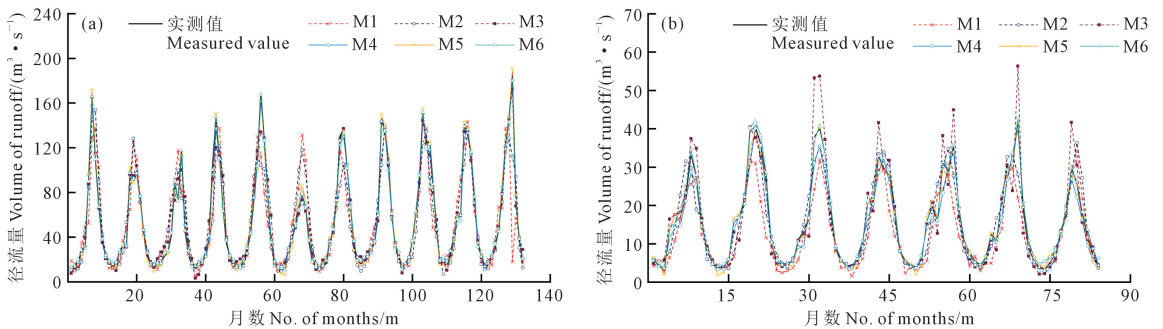 240
200
160
120
80
40
0
径流量 Volume of runoff/(m³·s⁻¹)
(a)
实测值
Measured value
M1
M2
M3
M4
M5
M6
20
40
60
80
100
120
140
月数 No. of months/m
70
60
50
40
30
20
10
0
径流量 Volume of runoff/(m³·s⁻¹)
(b)
实测值
Measured value
M1
M2
M3
M4
M5
M6
15
30
45
60
75
90
月数 No. of months/m